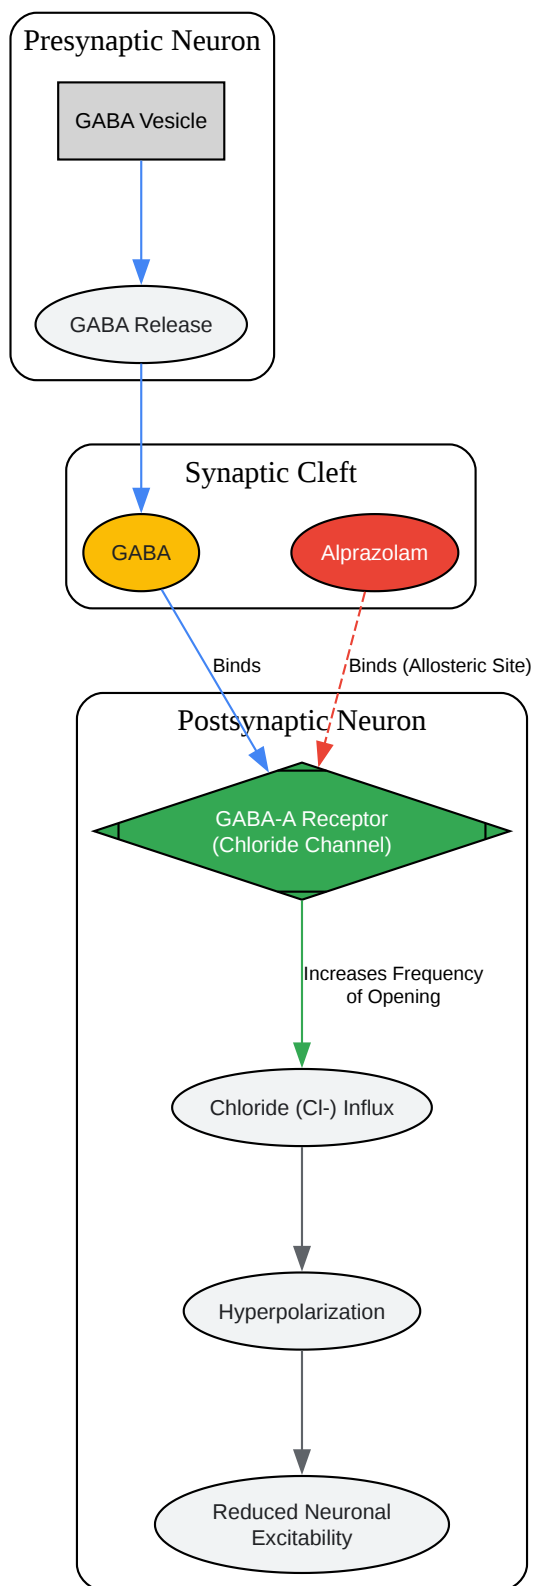 Presynaptic Neuron
GABA Vesicle
GABA Release
Synaptic Cleft
GABA
Alprazolam
Binds
Binds (Allosteric Site)
Postsynaptic Neuron
GABA-A Receptor
(Chloride Channel)
Increases Frequency
of Opening
Chloride (Cl-) Influx
Hyperpolarization
Reduced Neuronal
Excitability